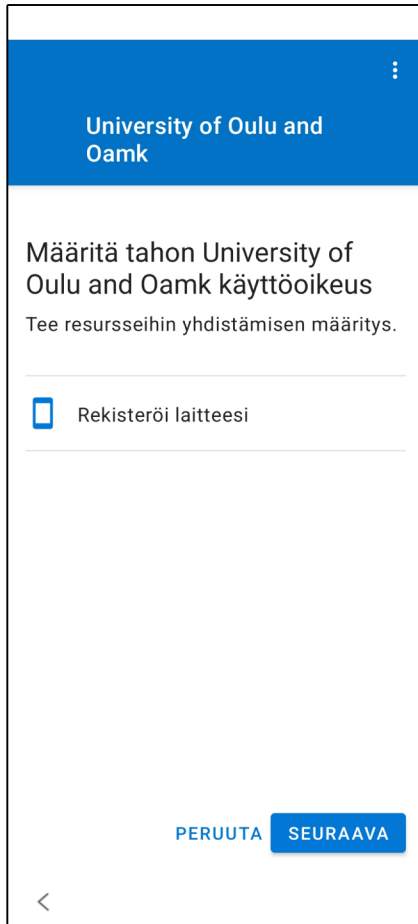 University of Oulu and
Oamk
Määritä tahon University of
Oulu and Oamk käyttöoikeus
Tee resursseihin yhdistämisen määritys.
Rekisteröi laitteesi
PERUUTA SEURAAVA